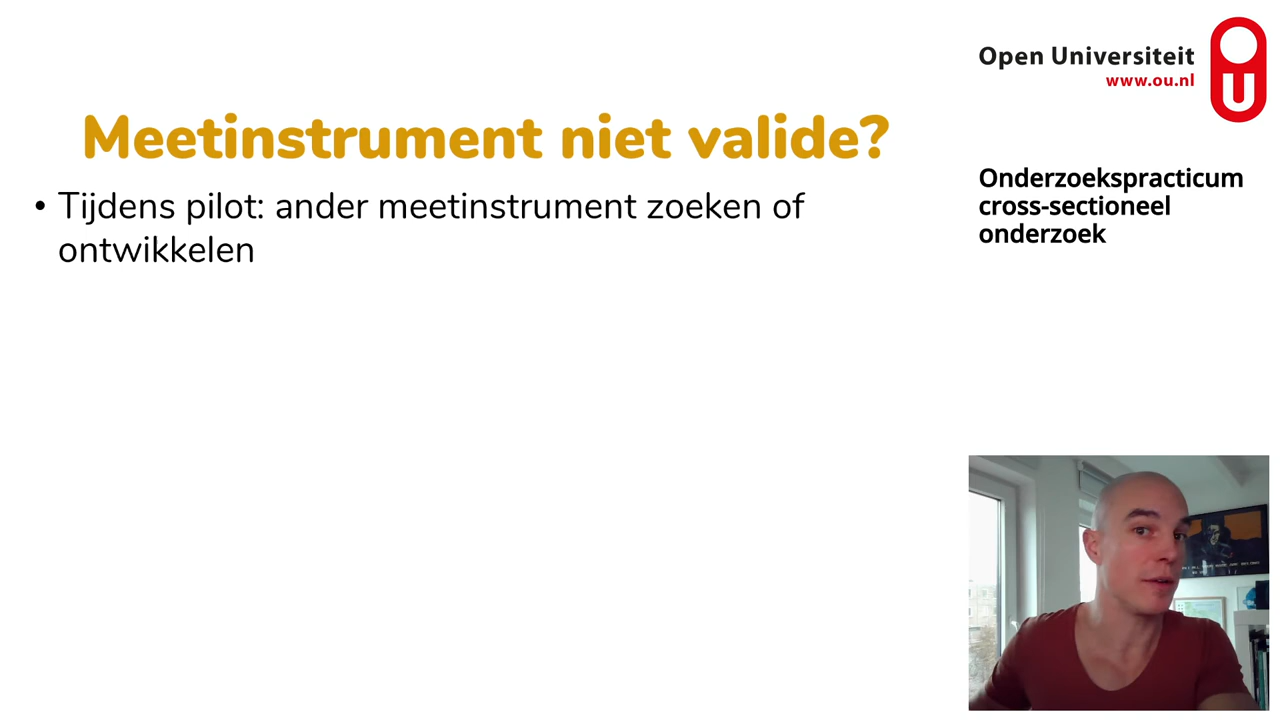 Open Universiteit
www.ou.nl
Meetinstrument niet valide?
• Tijdens pilot: ander meetinstrument zoeken of
ontwikkelen
Onderzoekspracticum
cross-sectioneel
onderzoek